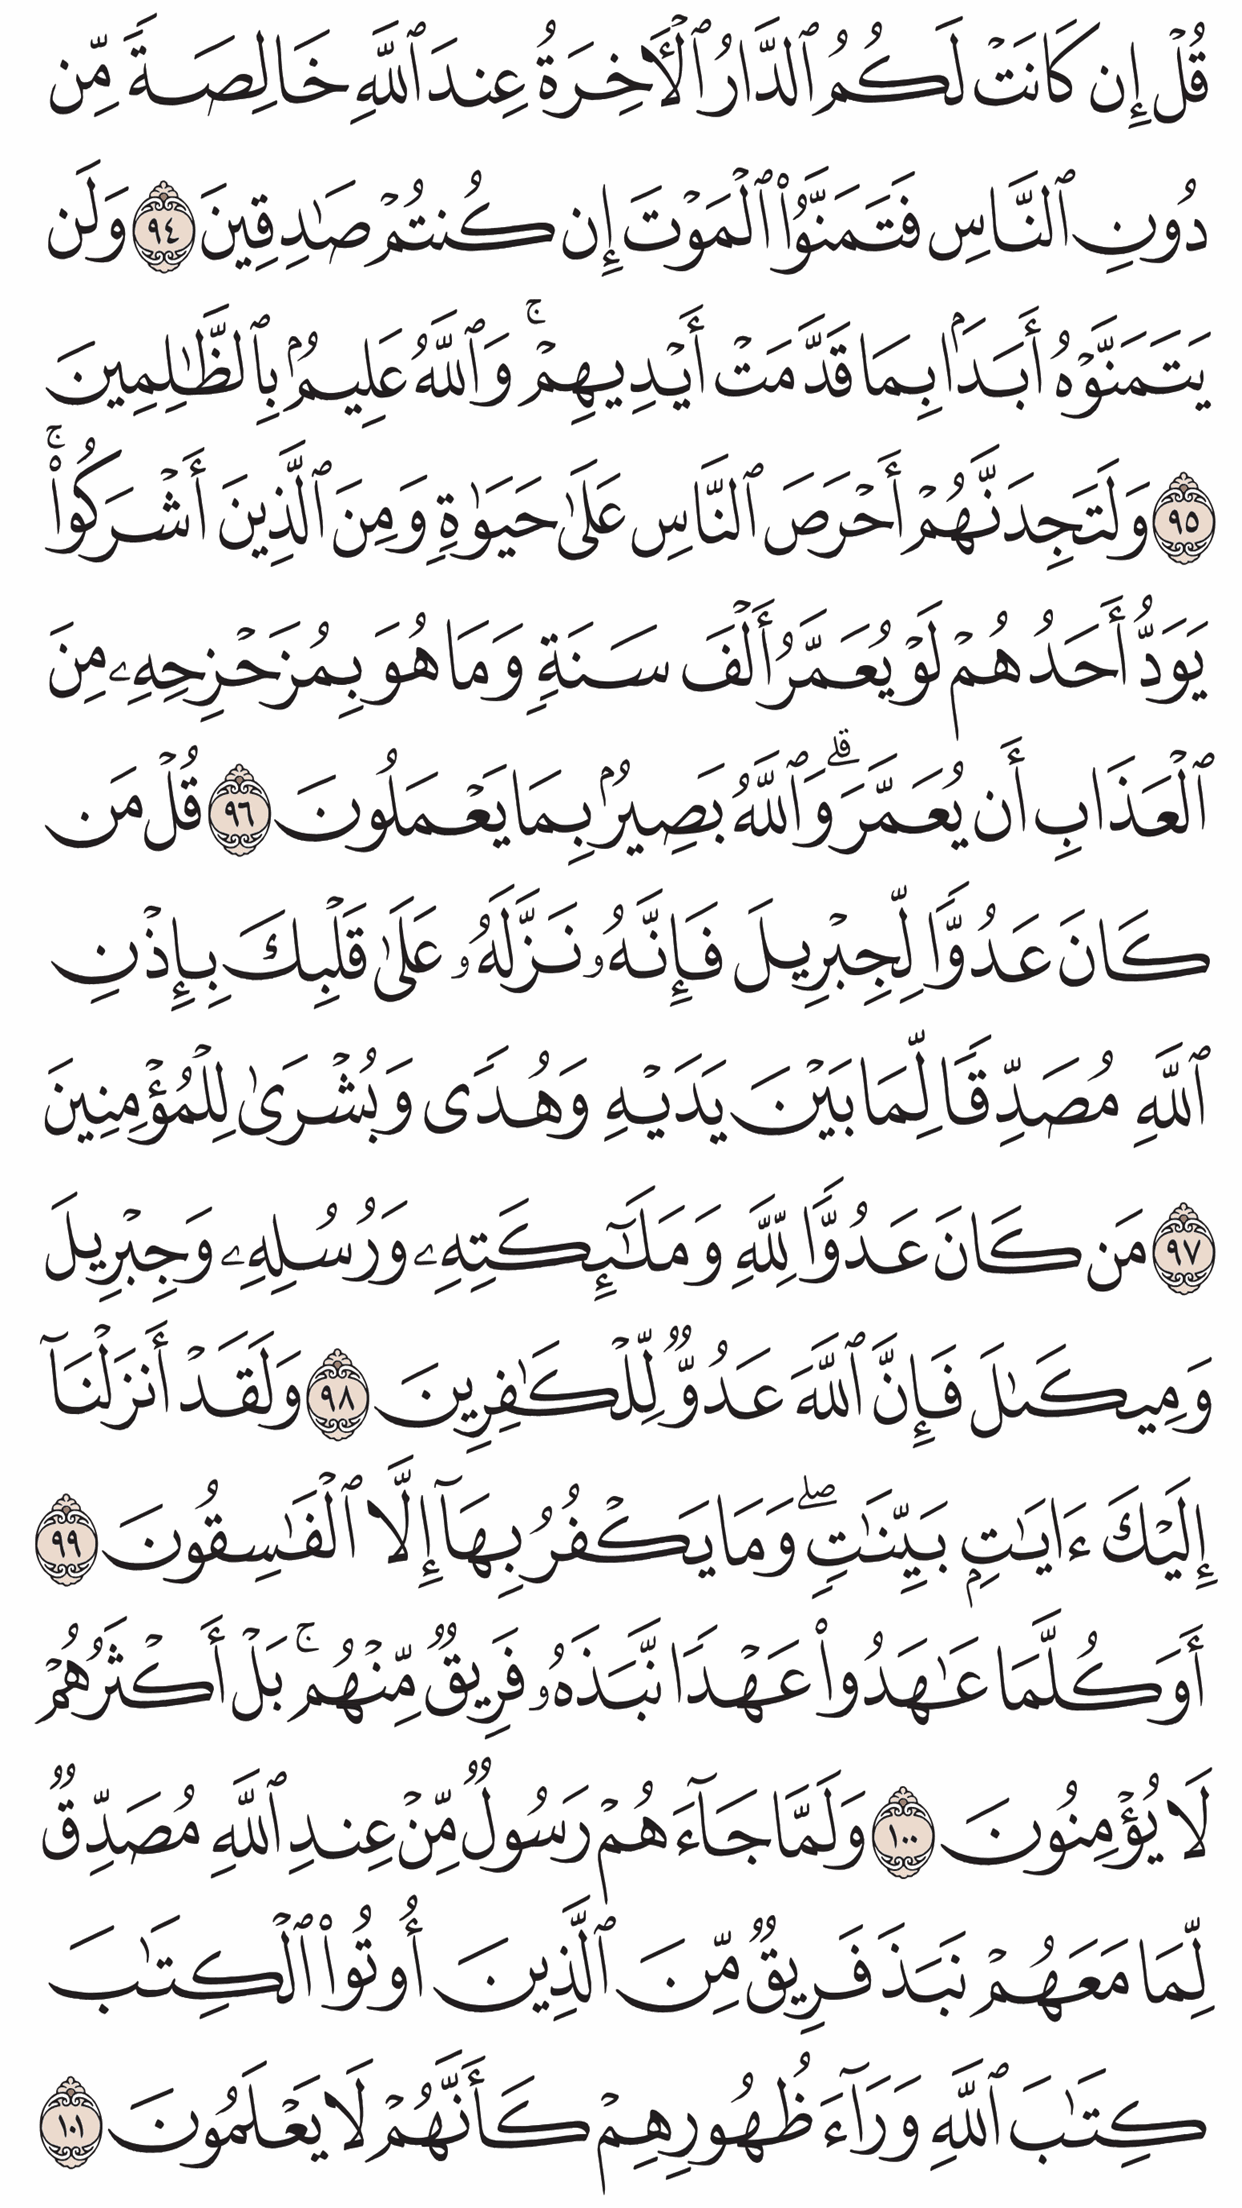 قُلۡ إِن كَانَتۡ لَكُمُ ٱلدَّارُ ٱلۡأٓخِرَةُ عِندَ ٱللَّهِ خَالِصَةٗ مِّن
دُونِ ٱلنَّاسِ فَتَمَنَّوُاْ ٱلۡمَوۡتَ إِن كُنتُمۡ صَٰدِقِينَ ٩٤ وَلَن
يَتَمَنَّوۡهُ أَبَدَۢا بِمَا قَدَّمَتۡ أَيۡدِيهِمۡۚ وَٱللَّهُ عَلِيمُۢ بِٱلظَّٰلِمِينَ
٩٥ وَلَتَجِدَنَّهُمۡ أَحۡرَصَ ٱلنَّاسِ عَلَىٰ حَيَوٰةٖ وَمِنَ ٱلَّذِينَ أَشۡرَكُواْۚ
يَوَدُّ أَحَدُهُمۡ لَوۡ يُعَمَّرُ أَلۡفَ سَنَةٖ وَمَا هُوَ بِمُزَحۡزِحِهِۦ مِنَ
ٱلۡعَذَابِ أَن يُعَمَّرَۗ وَٱللَّهُ بَصِيرُۢ بِمَا يَعۡمَلُونَ ٩٦ قُلۡ مَن
كَانَ عَدُوّٗا لِّجِبۡرِيلَ فَإِنَّهُۥ نَزَّلَهُۥ عَلَىٰ قَلۡبِكَ بِإِذۡنِ
ٱللَّهِ مُصَدِّقٗا لِّمَا بَيۡنَ يَدَيۡهِ وَهُدٗى وَبُشۡرَىٰ لِلۡمُؤۡمِنِينَ
٩٧ مَن كَانَ عَدُوّٗا لِّلَّهِ وَمَلَٰٓئِكَتِهِۦ وَرُسُلِهِۦ وَجِبۡرِيلَ
وَمِيكَىٰلَ فَإِنَّ ٱللَّهَ عَدُوّٞ لِّلۡكَٰفِرِينَ ٩٨ وَلَقَدۡ أَنزَلۡنَآ
إِلَيۡكَ ءَايَٰتِۭ بَيِّنَٰتٖۖ وَمَا يَكۡفُرُ بِهَآ إِلَّا ٱلۡفَٰسِقُونَ ٩٩
أَوَكُلَّمَا عَٰهَدُواْ عَهۡدٗا نَّبَذَهُۥ فَرِيقٞ مِّنۡهُمۚ بَلۡ أَكۡثَرُهُمۡ
لَا يُؤۡمِنُونَ ١٠٠ وَلَمَّا جَآءَهُمۡ رَسُولٞ مِّنۡ عِندِ ٱللَّهِ مُصَدِّقٞ
لِّمَا مَعَهُمۡ نَبَذَ فَرِيقٞ مِّنَ ٱلَّذِينَ أُوتُواْ ٱلۡكِتَٰبَ
كِتَٰبَ ٱللَّهِ وَرَآءَ ظُهُورِهِمۡ كَأَنَّهُمۡ لَا يَعۡلَمُونَ ١٠١